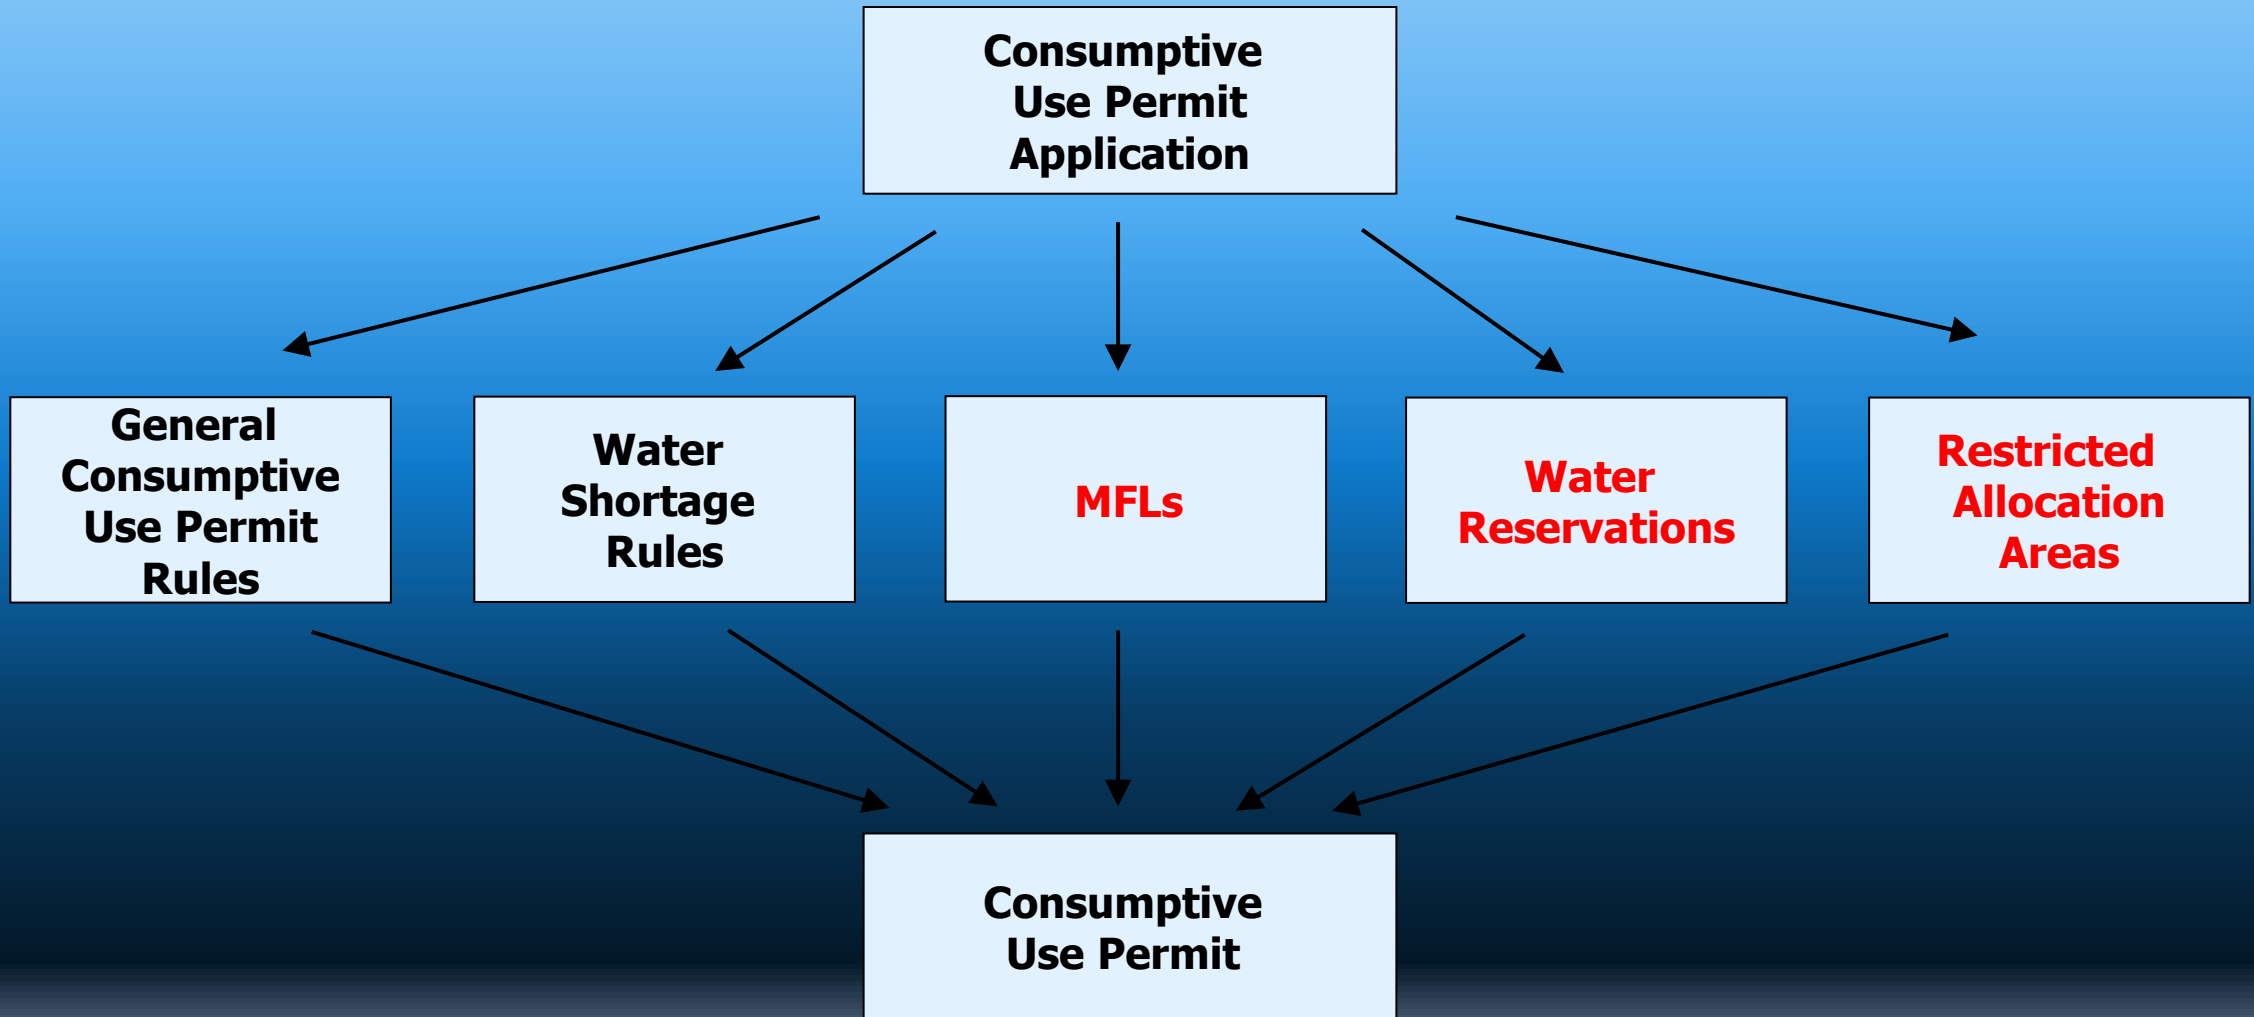 Consumptive
Use Permit
Application
General
Consumptive
Use Permit
Rules
Water
Shortage
Rules
MFLs
Water
Reservations
Restricted
Allocation
Areas
Consumptive
Use Permit